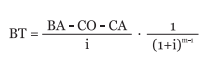 BT = BA - CO - CA / i · 1 / (1+i)^m-1